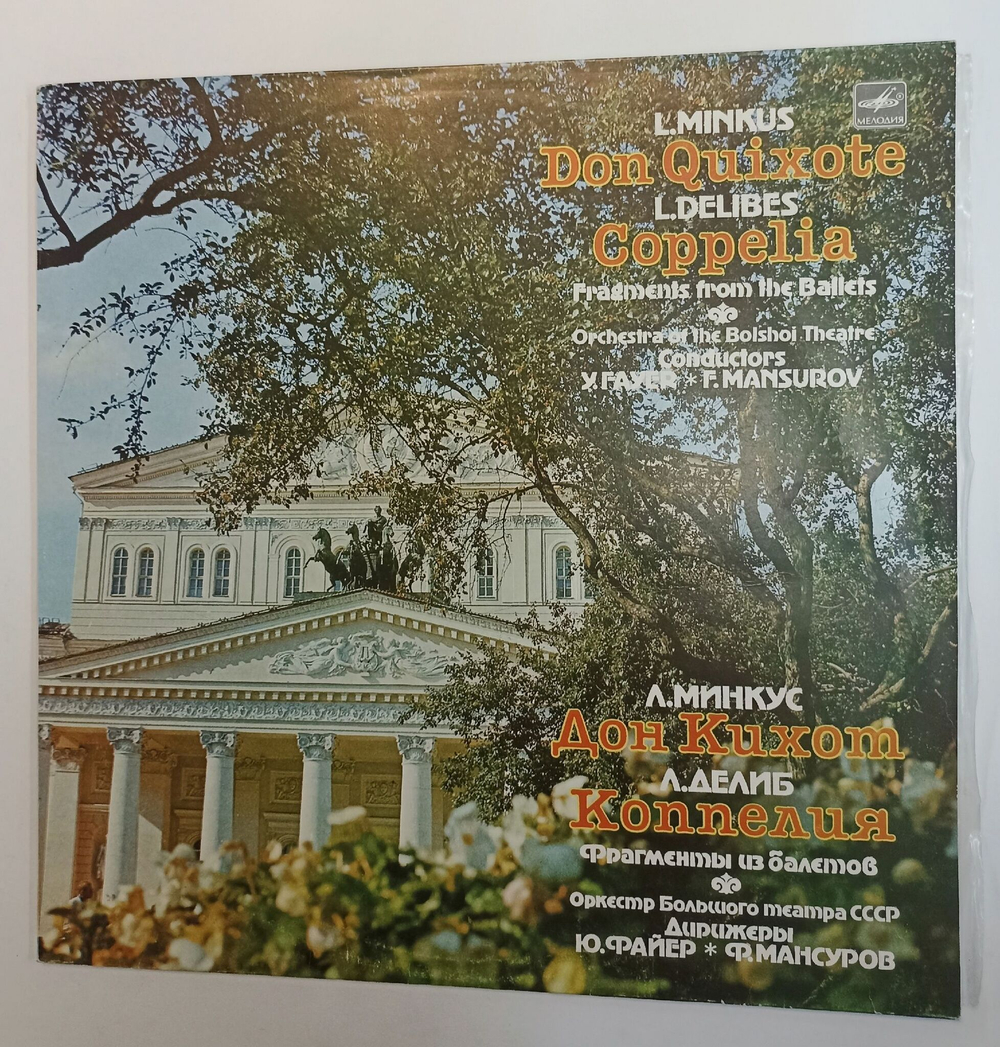 МЕЛОДИЯ
L.MINKUS
Don Quixote
L.DELIBES
Coppelia
Fragments from the Ballets
Orchestra of the Bolshoi Theatre
Conductors
Y.FAYER * F.MANSUROV
Л.МИНКУС
Дон Кихот
Л.ДЕЛИБ
Коппелия
Фрагменты из балетов
Оркестр Большого театра СССР
Дирижеры
Ю.ФАЙЕР * Ф.МАНСУРОВ